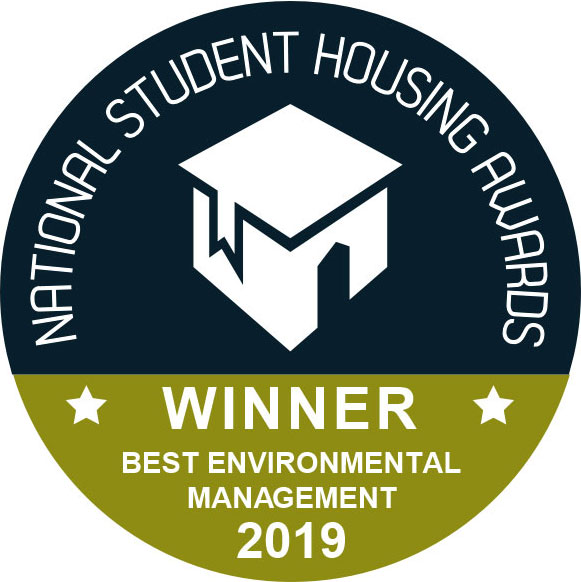 NATIONAL STUDENT HOUSING AWARDS
WINNER
BEST ENVIRONMENTAL
MANAGEMENT
2019